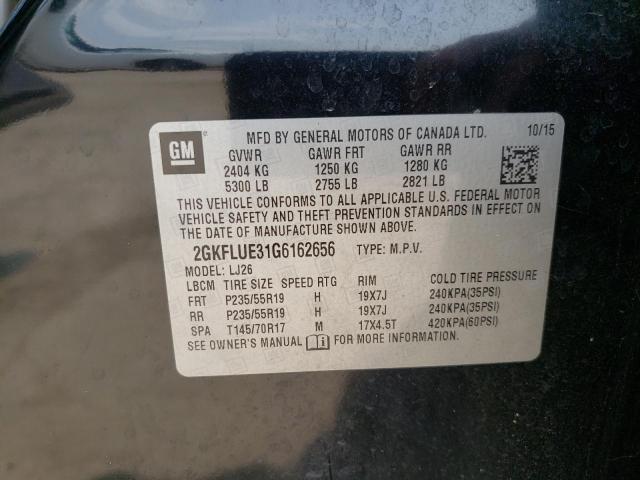 GM
MFD BY GENERAL MOTORS OF CANADA LTD. 10/15
GVWR GAWR FRT GAWR RR
2404 KG 1250 KG 1280 KG
5300 LB 2755 LB 2821 LB
THIS VEHICLE CONFORMS TO ALL APPLICABLE U.S. FEDERAL MOTOR
VEHICLE SAFETY AND THEFT PREVENTION STANDARDS IN EFFECT ON
THE DATE OF MANUFACTURE SHOWN ABOVE.
2GKFLUE31G6162656 TYPE: M.P.V.
MODEL: LJ26
LBCM TIRE SIZE SPEED RTG RIM COLD TIRE PRESSURE
FRT P235/55R19 H 19X7J 240KPA(35PSI)
RR P235/55R19 H 19X7J 240KPA(35PSI)
SPA T145/70R17 M 17X4.5T 420KPA(60PSI)
SEE OWNER'S MANUAL i FOR MORE INFORMATION.